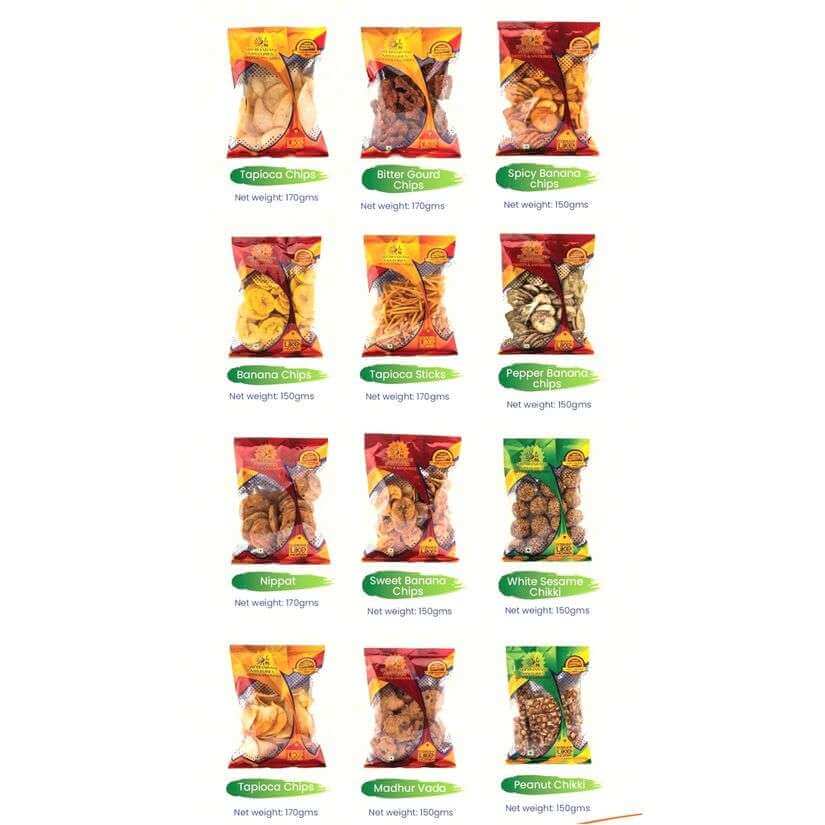 Tapioca Chips
Net weight: 170gms
Bitter Gourd
Chips
Net weight: 170gms
Spicy Banana
chips
Net weight: 150gms
Banana Chips
Net weight: 150gms
Tapioca Sticks
Net weight: 170gms
Pepper Banana
chips
Net weight: 150gms
Nippat
Net weight: 170gms
Sweet Banana
Chips
Net weight: 150gms
White Sesame
Chikki
Net weight: 150gms
Tapioca Chips
Net weight: 170gms
Madhur Vada
Net weight: 150gms
Peanut Chikki
Net weight: 150gms